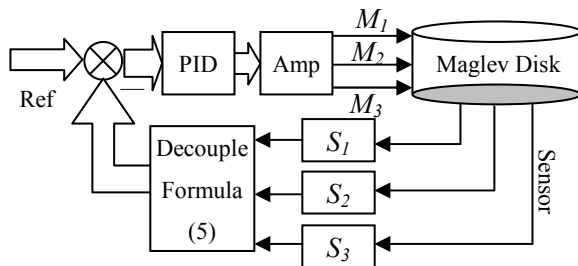 M1
M2
M3
Ref
PID
Amp
Maglev Disk
Decouple
Formula
(5)
S1
S2
S3
Sensor